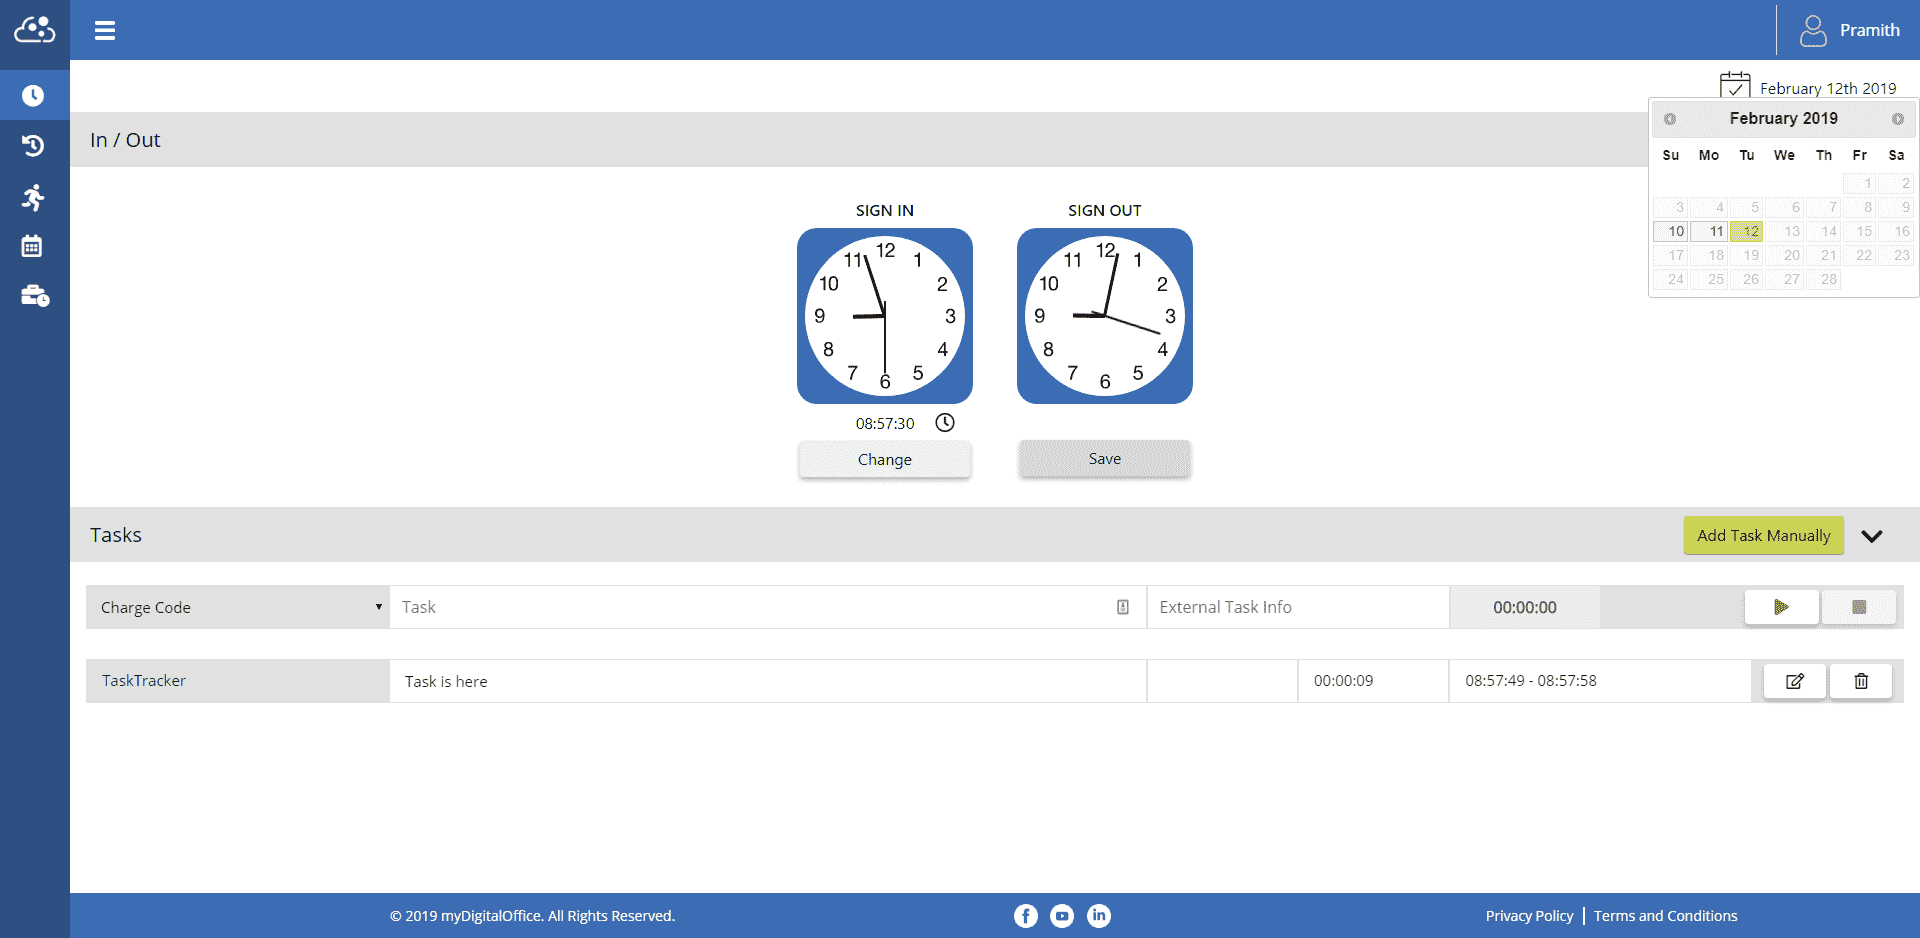 Pramith
February 12th 2019
February 2019
Su Mo Tu We Th Fr Sa
1 2
3 4 5 6 7 8 9
10 11 12 13 14 15 16
17 18 19 20 21 22 23
24 25 26 27 28
In / Out
SIGN IN
12 1 2 3 4 5 6 7 8 9 10 11
08:57:30
Change
SIGN OUT
12 1 2 3 4 5 6 7 8 9 10 11
Save
Tasks
Add Task Manually
Charge Code Task External Task Info 00:00:00
TaskTracker Task is here 00:00:09 08:57:49 - 08:57:58
© 2019 myDigitalOffice. All Rights Reserved.
f in
Privacy Policy | Terms and Conditions